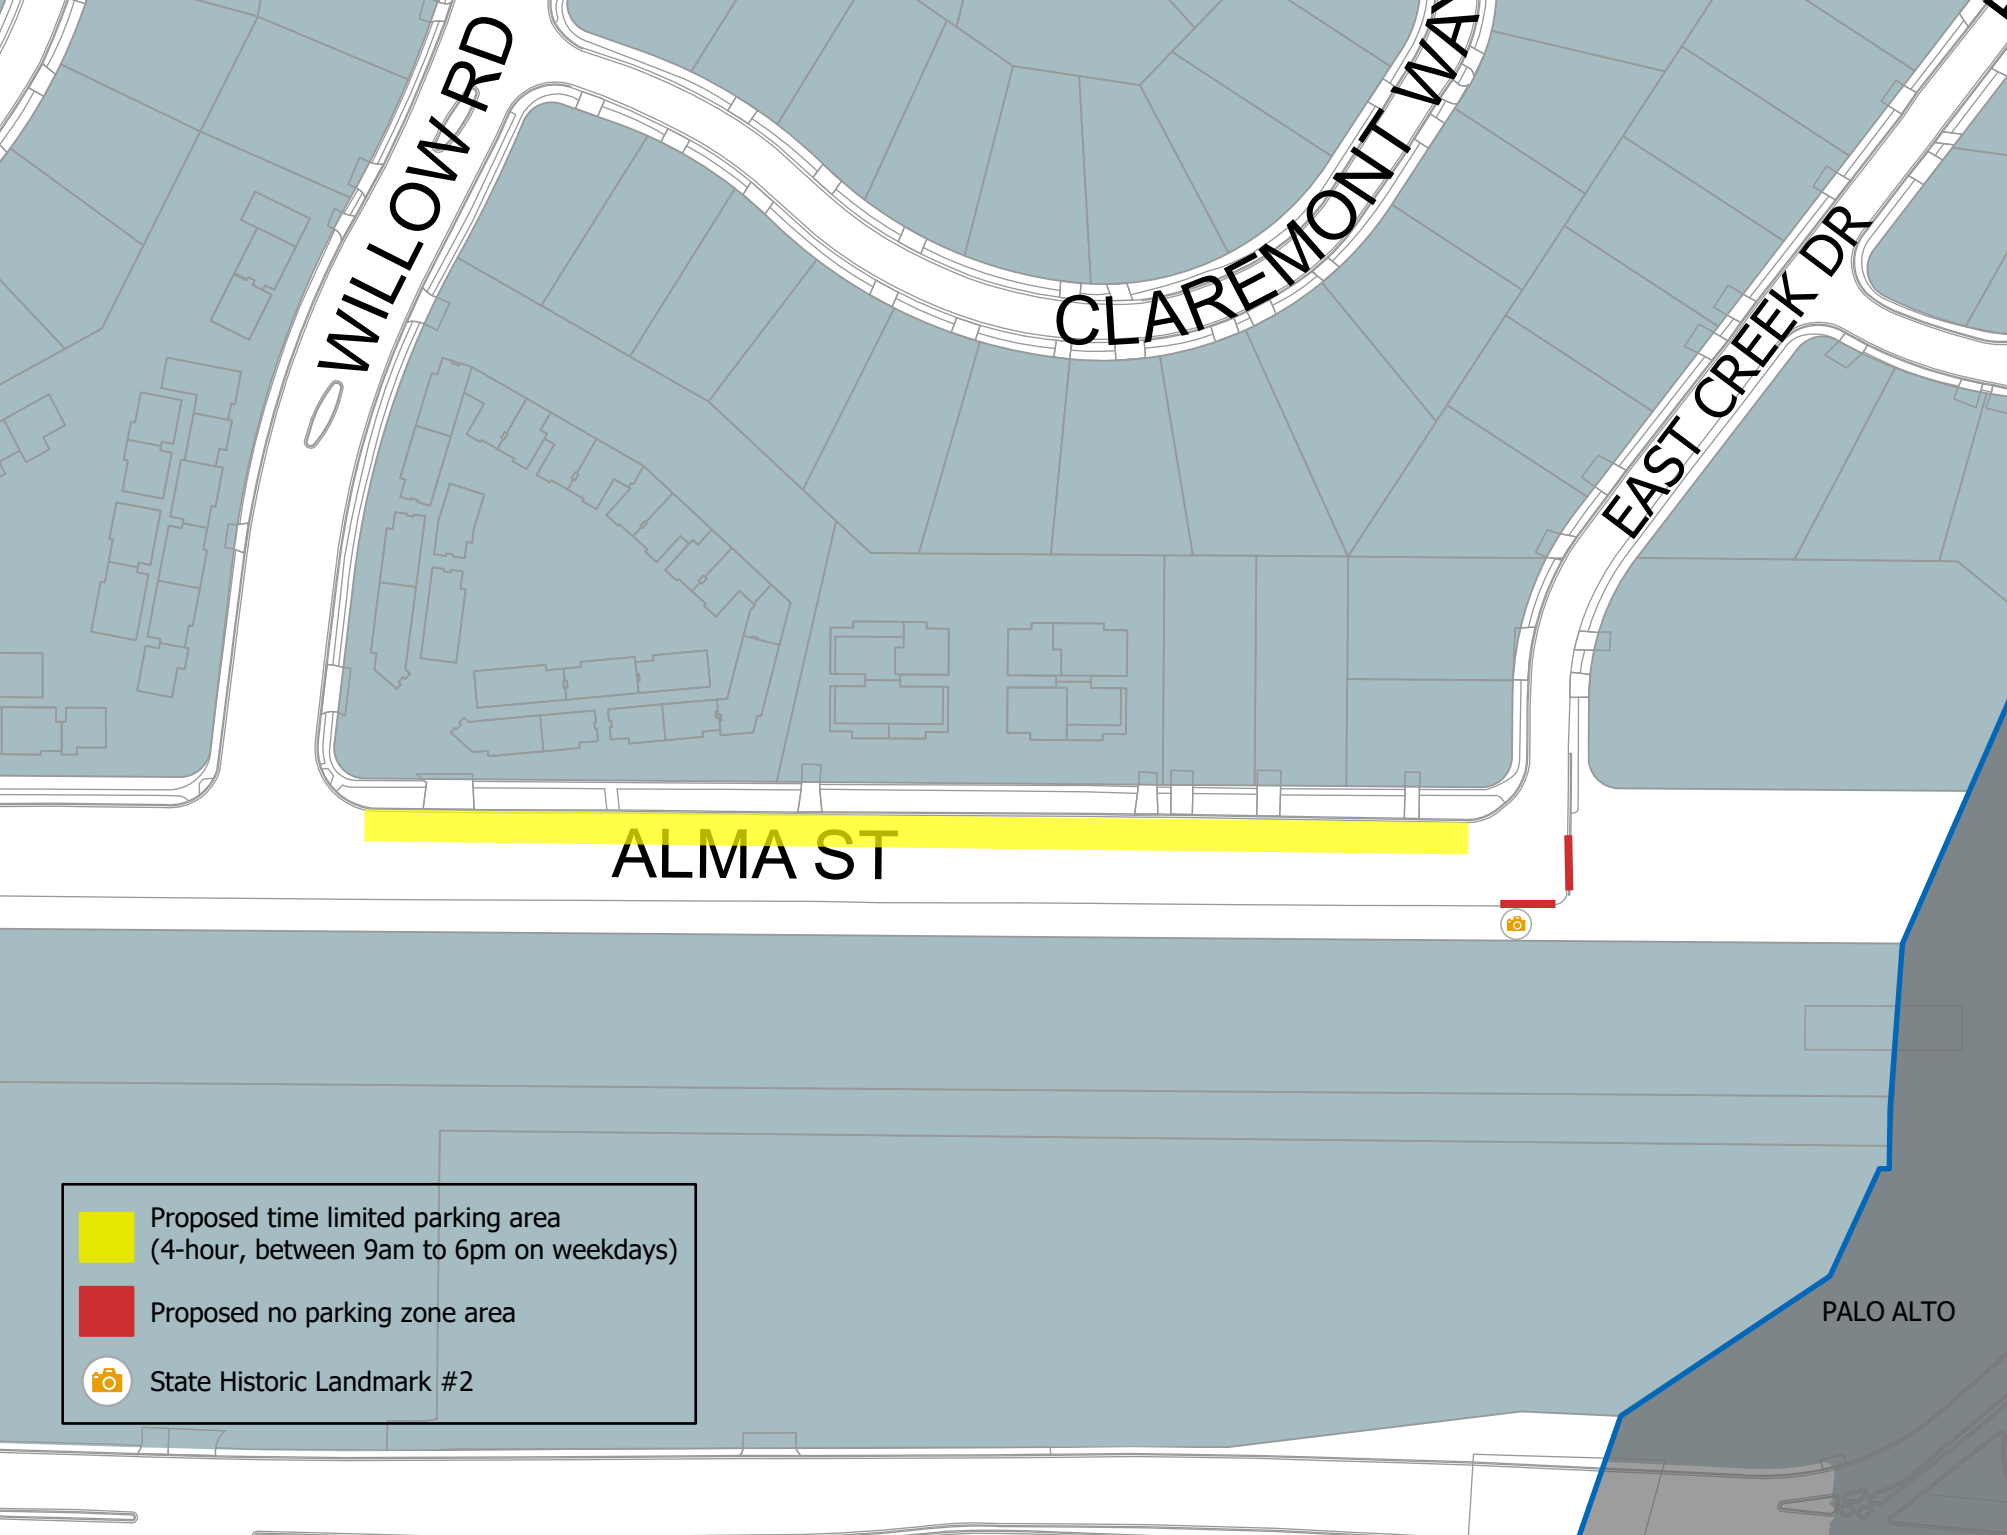 WILLOW RD
CLAREMONT WAY
EAST CREEK DR
ALMA ST
Proposed time limited parking area
(4-hour, between 9am to 6pm on weekdays)
Proposed no parking zone area
State Historic Landmark #2
PALO ALTO